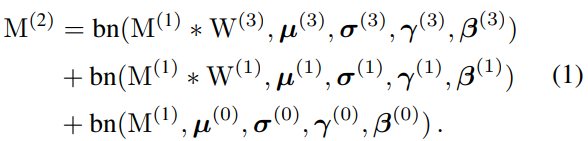 M⁽²⁾ = bn(M⁽¹⁾ ∗ W⁽³⁾, μ⁽³⁾, σ⁽³⁾, γ⁽³⁾, β⁽³⁾)
+ bn(M⁽¹⁾ ∗ W⁽¹⁾, μ⁽¹⁾, σ⁽¹⁾, γ⁽¹⁾, β⁽¹⁾) (1)
+ bn(M⁽¹⁾, μ⁽⁰⁾, σ⁽⁰⁾, γ⁽⁰⁾, β⁽⁰⁾) .